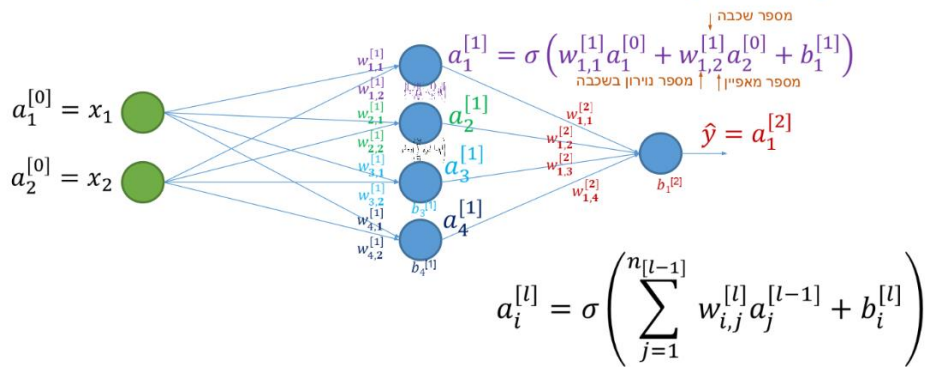 מספר שכבה
a_1^{[1]} = σ(w_{1,1}^{[1]} a_1^{[0]} + w_{1,2}^{[1]} a_2^{[0]} + b_1^{[1]})
מספר נוירון בשכבה מספר מאפיין
w_{1,1}^{[1]}
w_{1,2}^{[1]}
a_1^{[0]} = x_1
w_{2,1}^{[1]}
a_2^{[1]}
w_{2,2}^{[1]}
a_2^{[0]} = x_2
w_{3,1}^{[1]}
a_3^{[1]}
w_{3,2}^{[1]}
b_3^{[1]}
w_{4,1}^{[1]}
a_4^{[1]}
w_{4,2}^{[1]}
b_4^{[1]}
w_{1,1}^{[2]}
w_{1,2}^{[2]}
w_{1,3}^{[2]}
w_{1,4}^{[2]}
ŷ = a_1^{[2]}
b_1^{[2]}
a_i^{[l]} = σ(∑_{j=1}^{n_{[l-1]}} w_{i,j}^{[l]} a_j^{[l-1]} + b_i^{[l]})